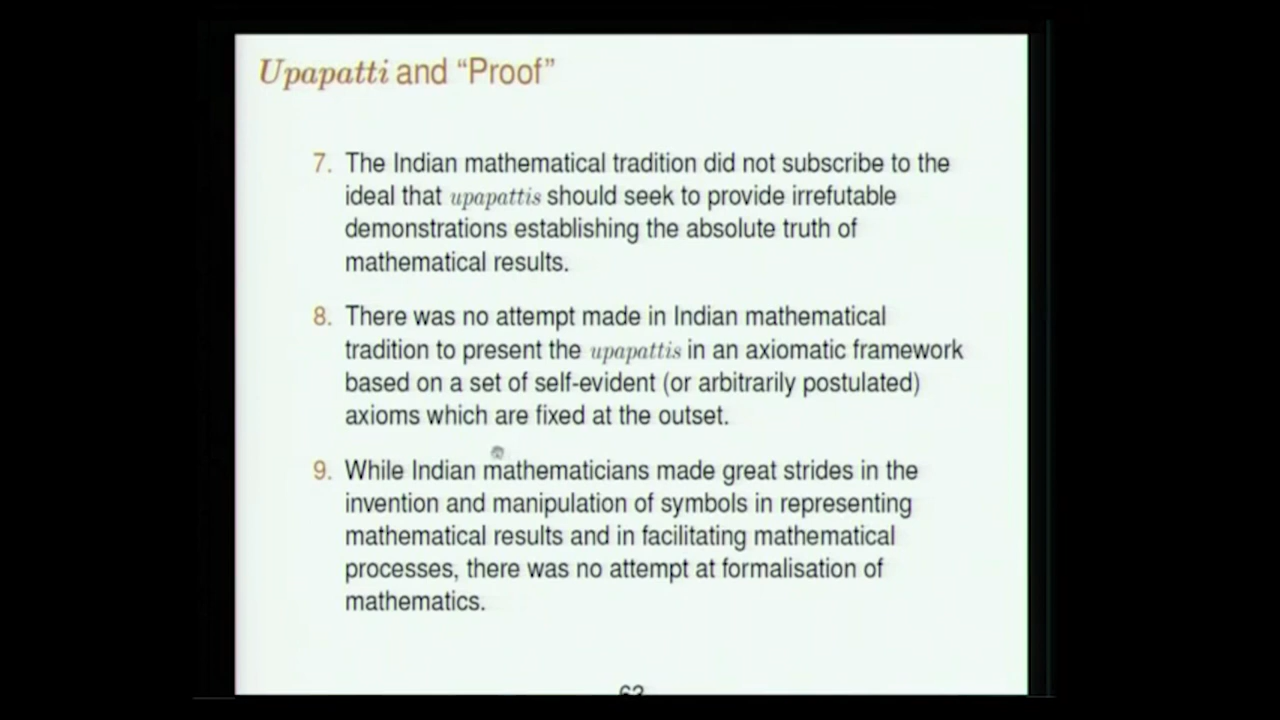 Upapatti and “Proof”
7. The Indian mathematical tradition did not subscribe to the
ideal that upapattis should seek to provide irrefutable
demonstrations establishing the absolute truth of
mathematical results.
8. There was no attempt made in Indian mathematical
tradition to present the upapattis in an axiomatic framework
based on a set of self-evident (or arbitrarily postulated)
axioms which are fixed at the outset.
9. While Indian mathematicians made great strides in the
invention and manipulation of symbols in representing
mathematical results and in facilitating mathematical
processes, there was no attempt at formalisation of
mathematics.